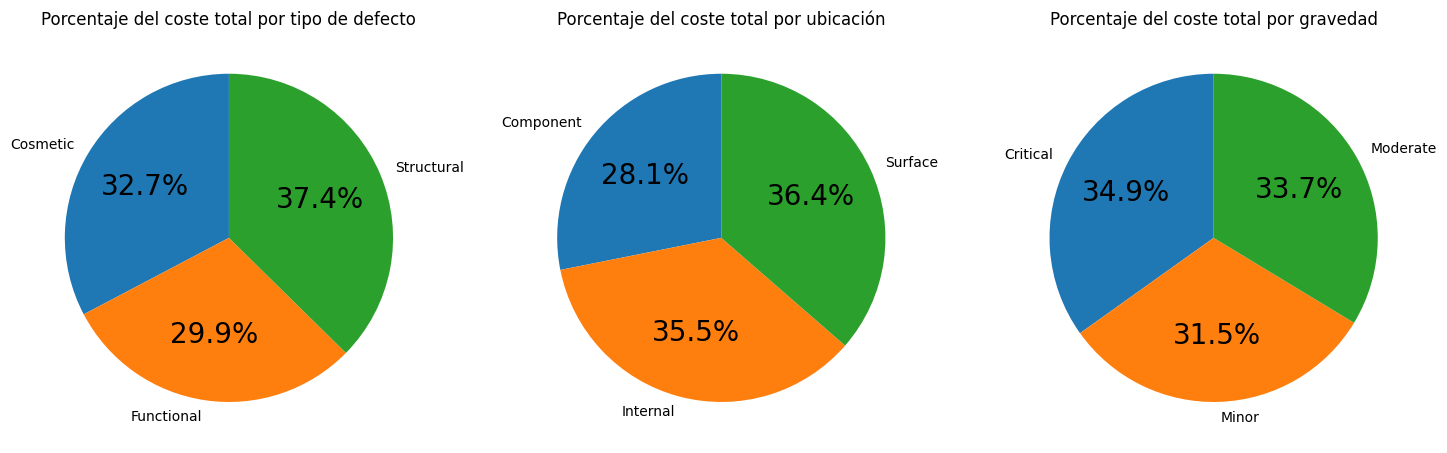 Porcentaje del coste total por tipo de defecto
Cosmetic
32.7%
Structural
37.4%
29.9%
Functional
Porcentaje del coste total por ubicación
Component
28.1%
Surface
36.4%
35.5%
Internal
Porcentaje del coste total por gravedad
Critical
34.9%
Moderate
33.7%
31.5%
Minor